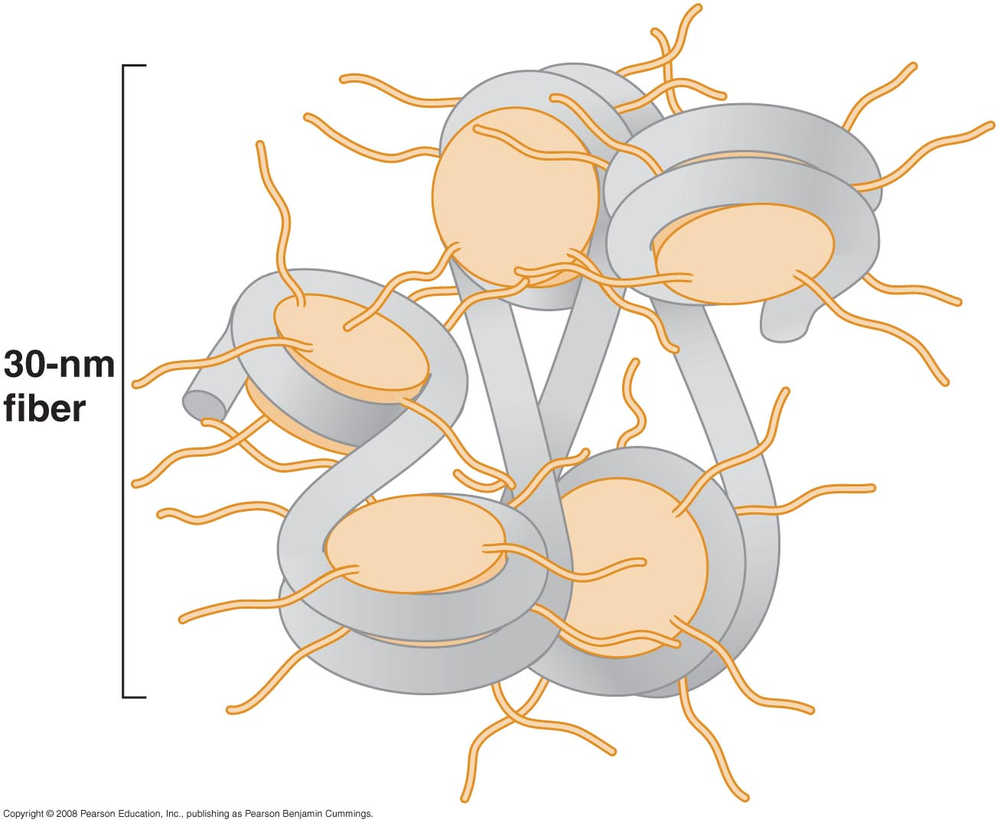 30-nm
fiber
Copyright © 2008 Pearson Education, Inc., publishing as Pearson Benjamin Cummings.